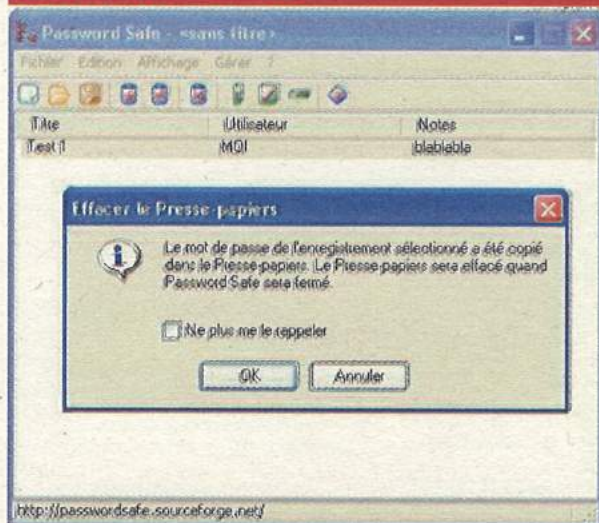 Password Safe - «sans titre»
Fichier Edition Affichage Gérer ?
Titre Utilisateur Notes
Test 1 MOI blablabla
Effacer le Presse-papiers
Le mot de passe de l'enregistrement sélectionné a été copié
dans le Presse-papiers. Le Presse-papiers sera effacé quand
Password Safe sera fermé.
Ne plus me le rappeler
OK Annuler
http://passwordsafe.sourceforge.net/